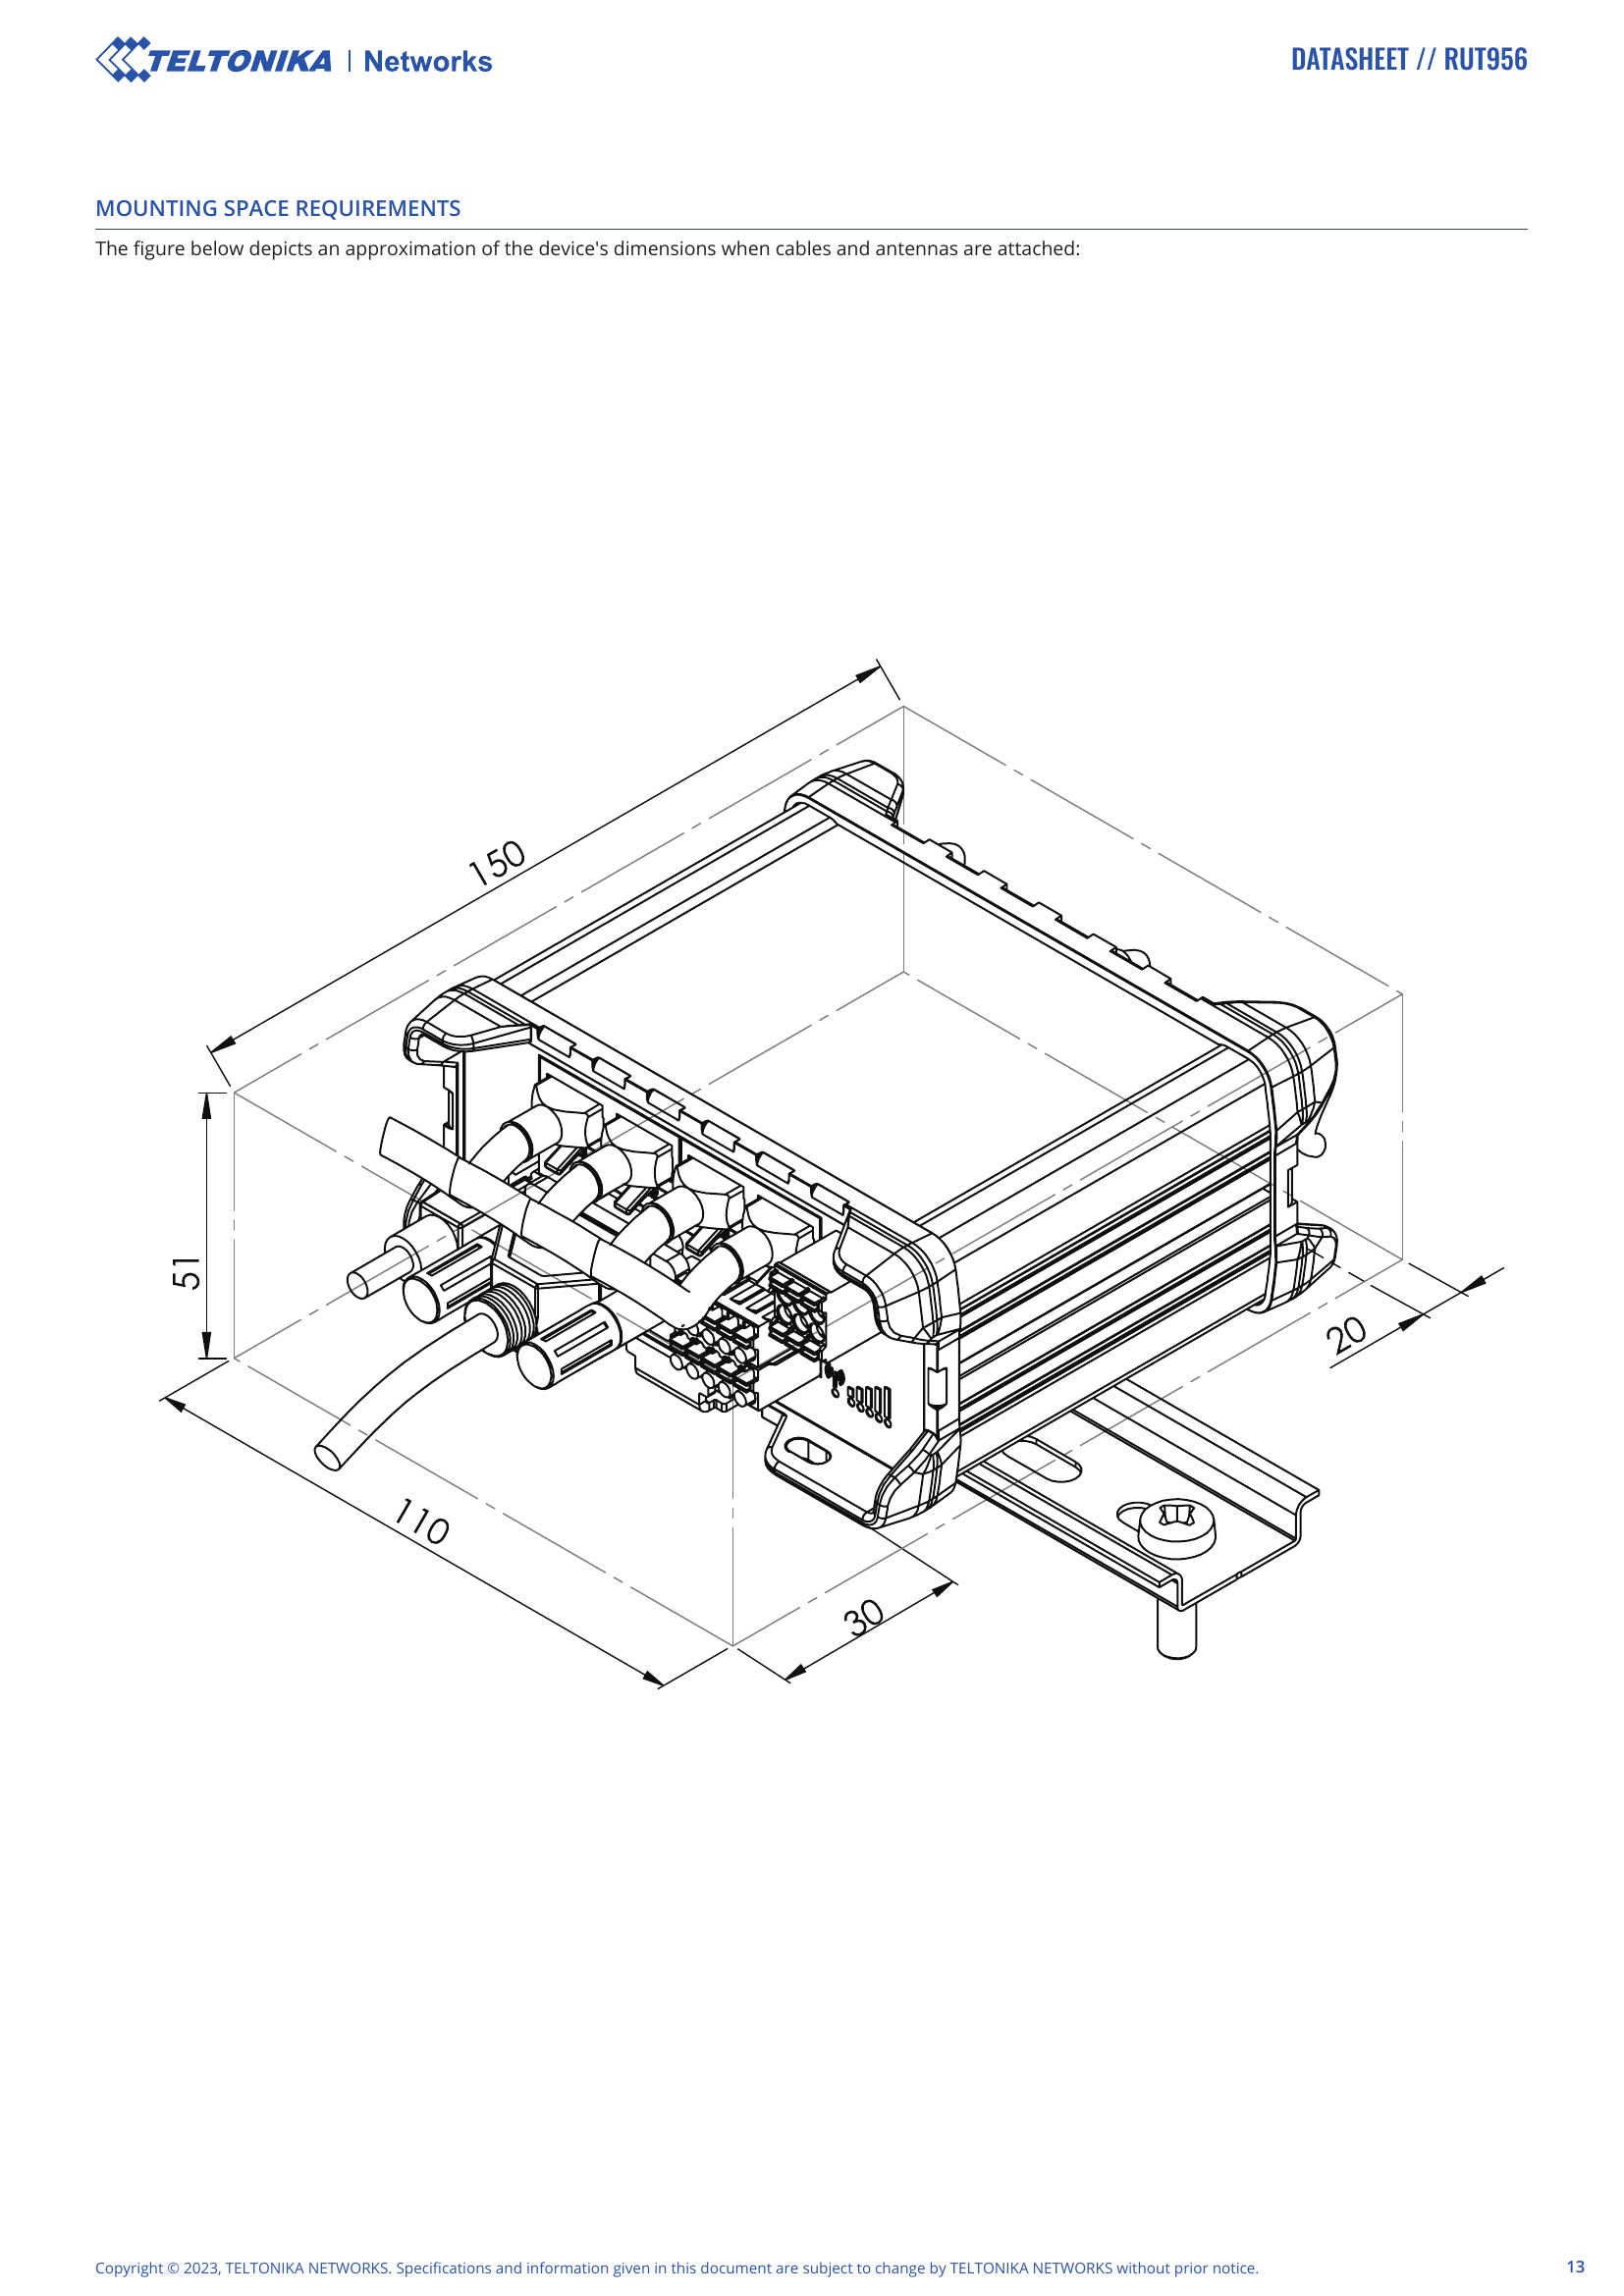 TELTONIKA | Networks
DATASHEET // RUT956
MOUNTING SPACE REQUIREMENTS
The figure below depicts an approximation of the device's dimensions when cables and antennas are attached:
150
51
20
110
30
Copyright © 2023, TELTONIKA NETWORKS. Specifications and information given in this document are subject to change by TELTONIKA NETWORKS without prior notice.
13